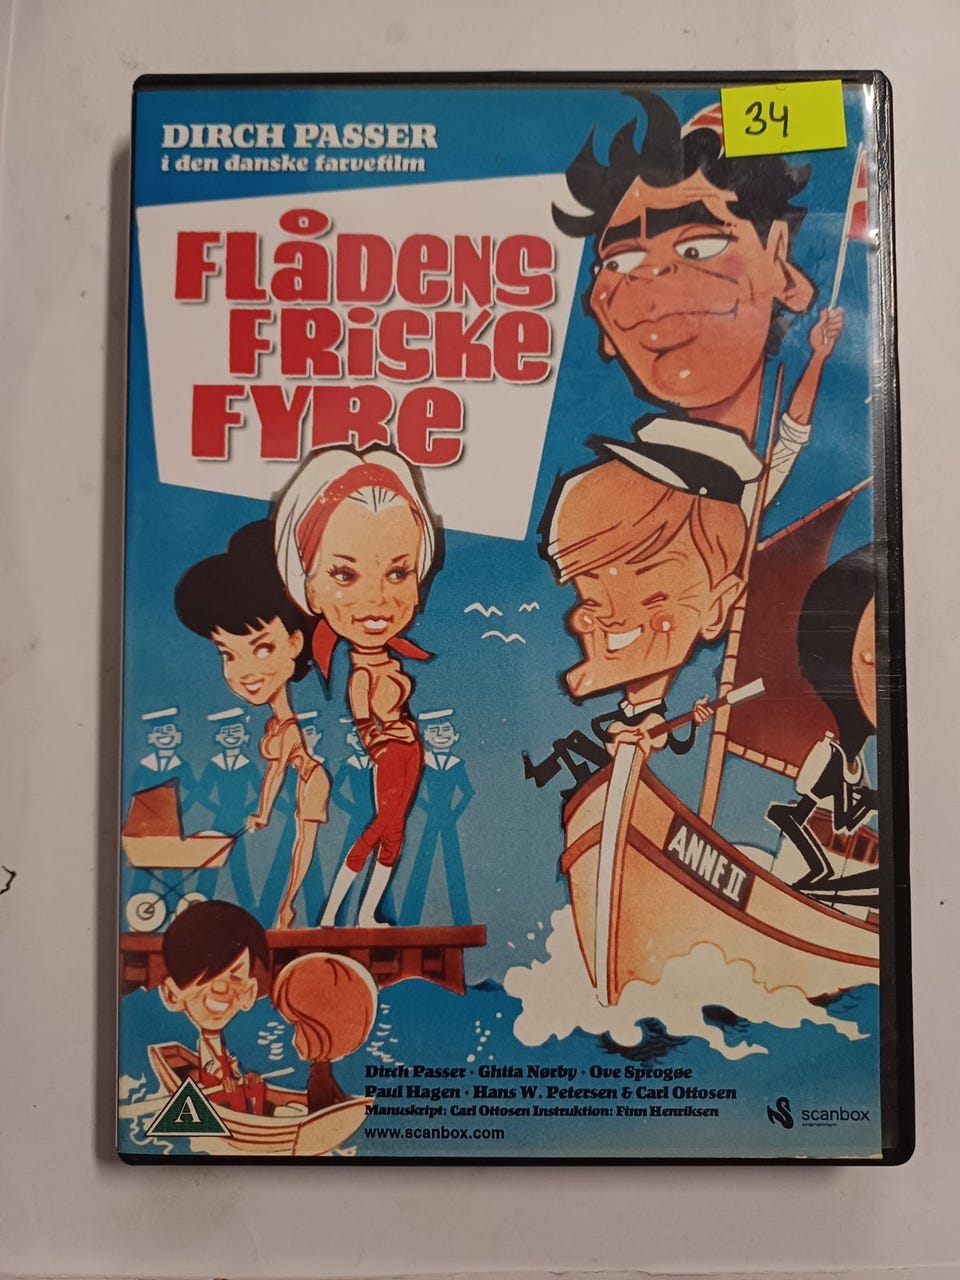 34
DIRCH PASSER
i den danske farvefilm
FLÅDENS
FRISKE
FYRE
ANNE II
Dirch Passer · Ghita Nørby · Ove Sprogøe
Paul Hagen · Hans W. Petersen & Carl Ottosen
Manuskript: Carl Ottosen Instruktion: Finn Henriksen
www.scanbox.com
A
scanbox
entertainment